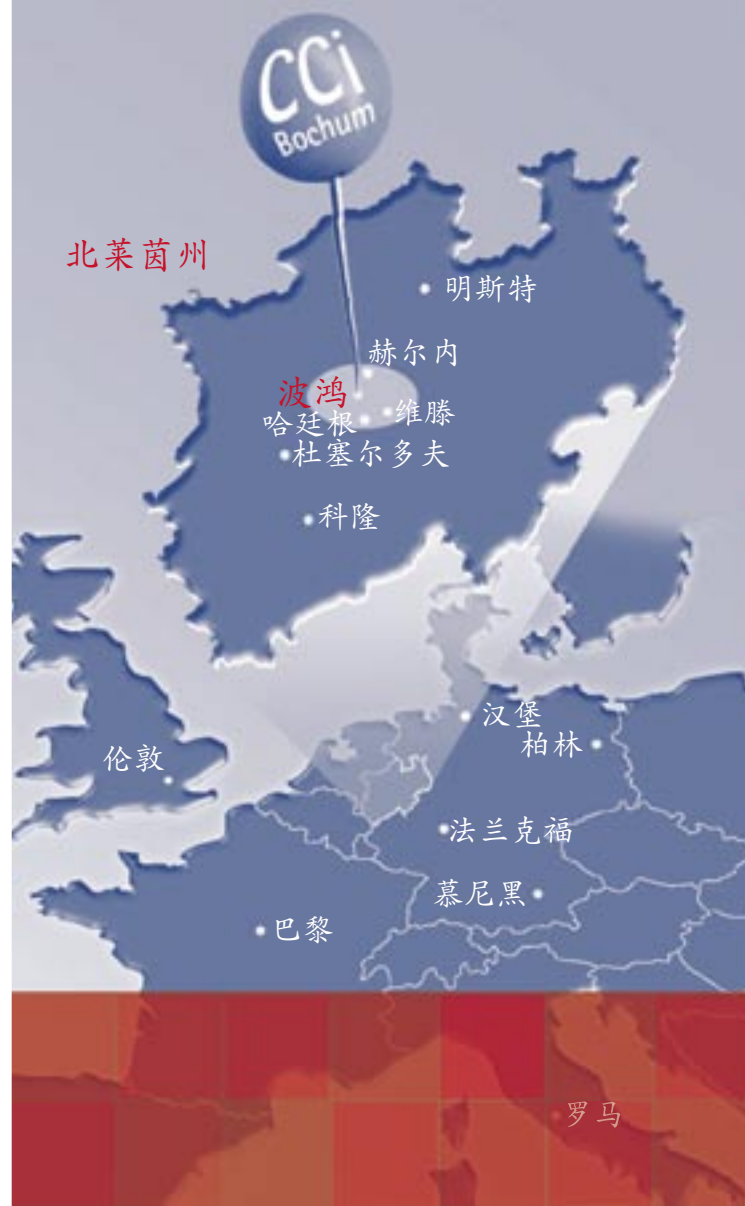 CCi
Bochum
北莱茵州
明斯特
赫尔内
波鸿
维滕
哈廷根
杜塞尔多夫
科隆
汉堡
柏林
伦敦
法兰克福
慕尼黑
巴黎
罗马